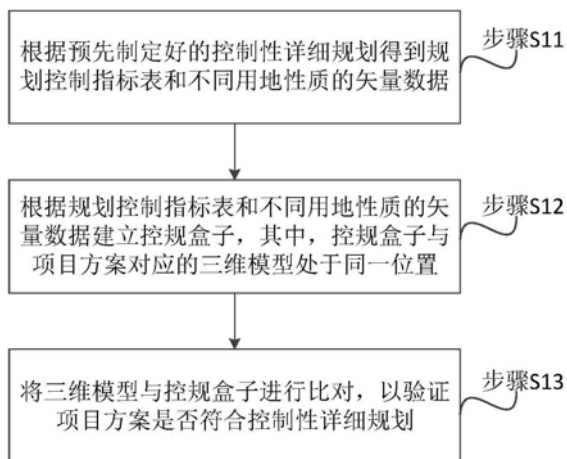 根据预先制定好的控制性详细规划得到规
划控制指标表和不同用地性质的矢量数据
步骤S11
根据规划控制指标表和不同用地性质的矢
量数据建立控规盒子，其中，控规盒子与
项目方案对应的三维模型处于同一位置
步骤S12
将三维模型与控规盒子进行比对，以验证
项目方案是否符合控制性详细规划
步骤S13